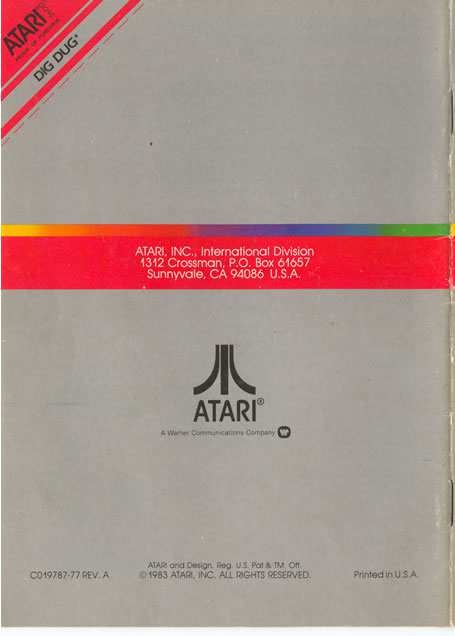 ATARI®
DIG DUG®
ATARI, INC., International Division
1312 Crossman, P.O. Box 61657
Sunnyvale, CA 94086 U.S.A.
ATARI®
A Warner Communications Company
ATARI and Design, Reg. U.S. Pat & TM. Off.
C019787-77 REV. A
© 1983 ATARI, INC. ALL RIGHTS RESERVED.
Printed in U.S.A.